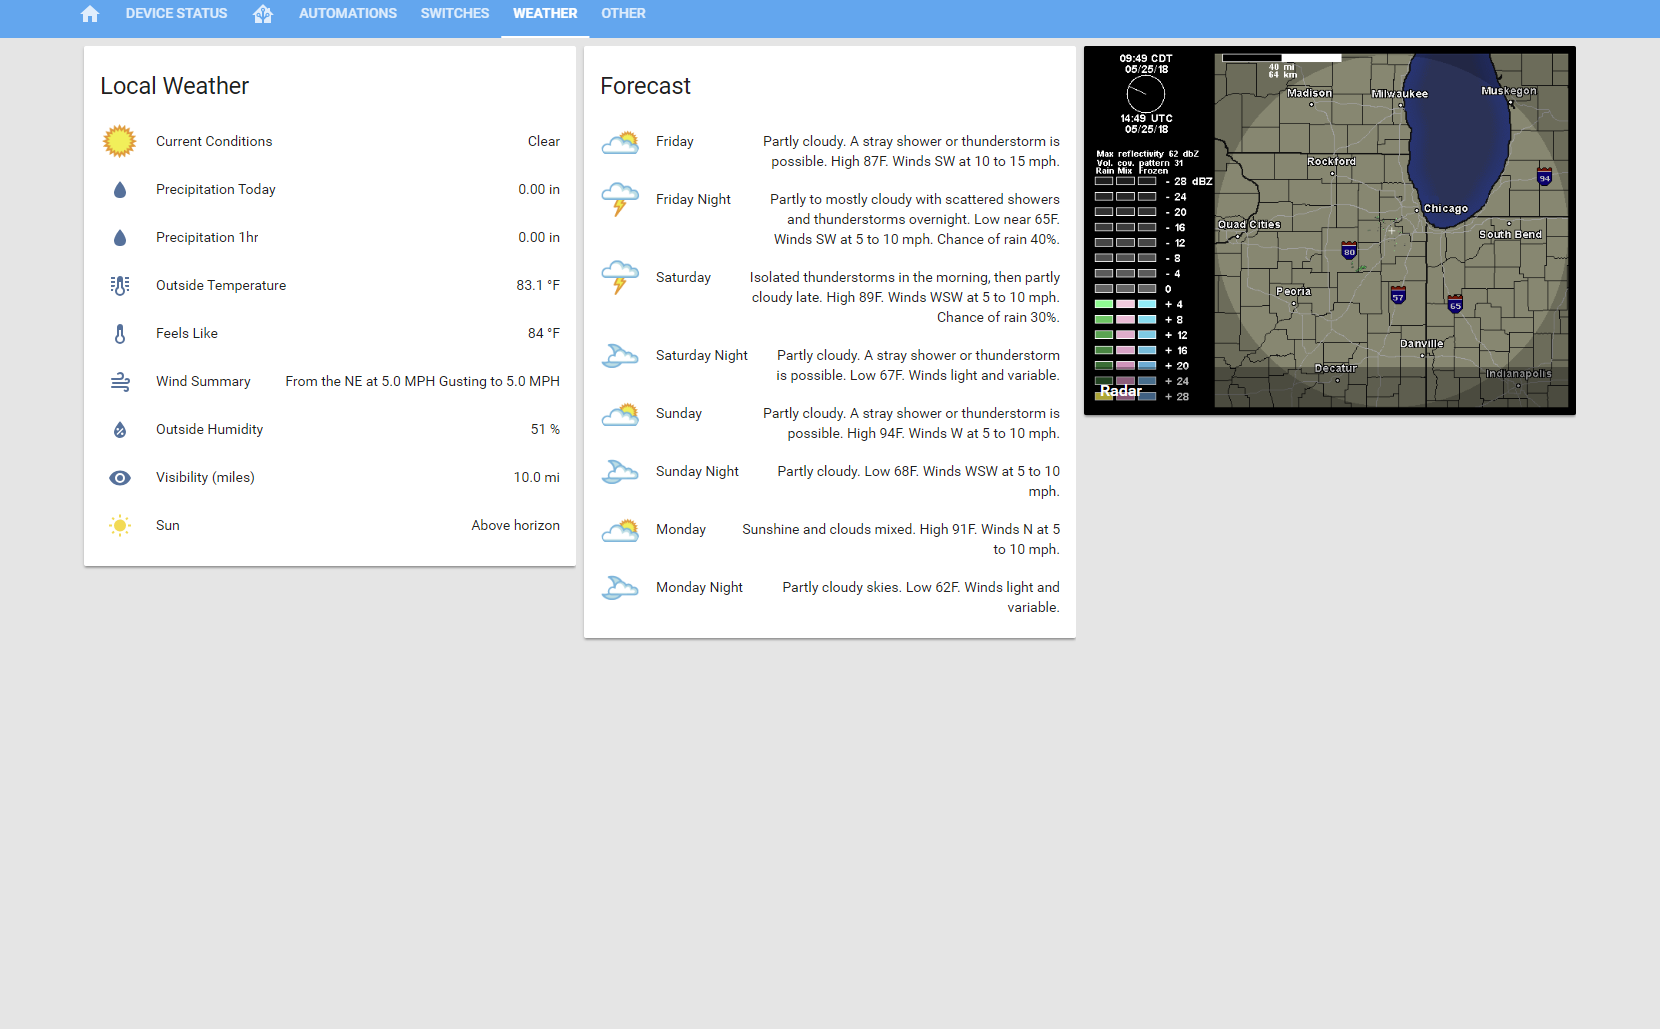 DEVICE STATUS AUTOMATIONS SWITCHES WEATHER OTHER
Local Weather
Current Conditions Clear
Precipitation Today 0.00 in
Precipitation 1hr 0.00 in
Outside Temperature 83.1 °F
Feels Like 84 °F
Wind Summary From the NE at 5.0 MPH Gusting to 5.0 MPH
Outside Humidity 51 %
Visibility (miles) 10.0 mi
Sun Above horizon
Forecast
Friday Partly cloudy. A stray shower or thunderstorm is
possible. High 87F. Winds SW at 10 to 15 mph.
Friday Night Partly to mostly cloudy with scattered showers
and thunderstorms overnight. Low near 65F.
Winds SW at 5 to 10 mph. Chance of rain 40%.
Saturday Isolated thunderstorms in the morning, then partly
cloudy late. High 89F. Winds WSW at 5 to 10 mph.
Chance of rain 30%.
Saturday Night Partly cloudy. A stray shower or thunderstorm
is possible. Low 67F. Winds light and variable.
Sunday Partly cloudy. A stray shower or thunderstorm is
possible. High 94F. Winds W at 5 to 10 mph.
Sunday Night Partly cloudy. Low 68F. Winds WSW at 5 to 10
mph.
Monday Sunshine and clouds mixed. High 91F. Winds N at 5
to 10 mph.
Monday Night Partly cloudy skies. Low 62F. Winds light and
variable.
09:49 CDT
05/25/18
14:49 UTC
05/25/18
Max reflectivity 62 dbZ
Vol. cov. pattern 31
Rain Mix Frozen
- 28 dBZ
- 24
- 20
- 16
- 12
- 8
- 4
0
+ 4
+ 8
+ 12
+ 16
+ 20
+ 24
+ 28
Radar
40 mi
64 km
Madison
Milwaukee
Muskegon
Rockford
94
Chicago
Quad Cities
South Bend
80
Peoria
57
65
Danville
Decatur
Indianapolis